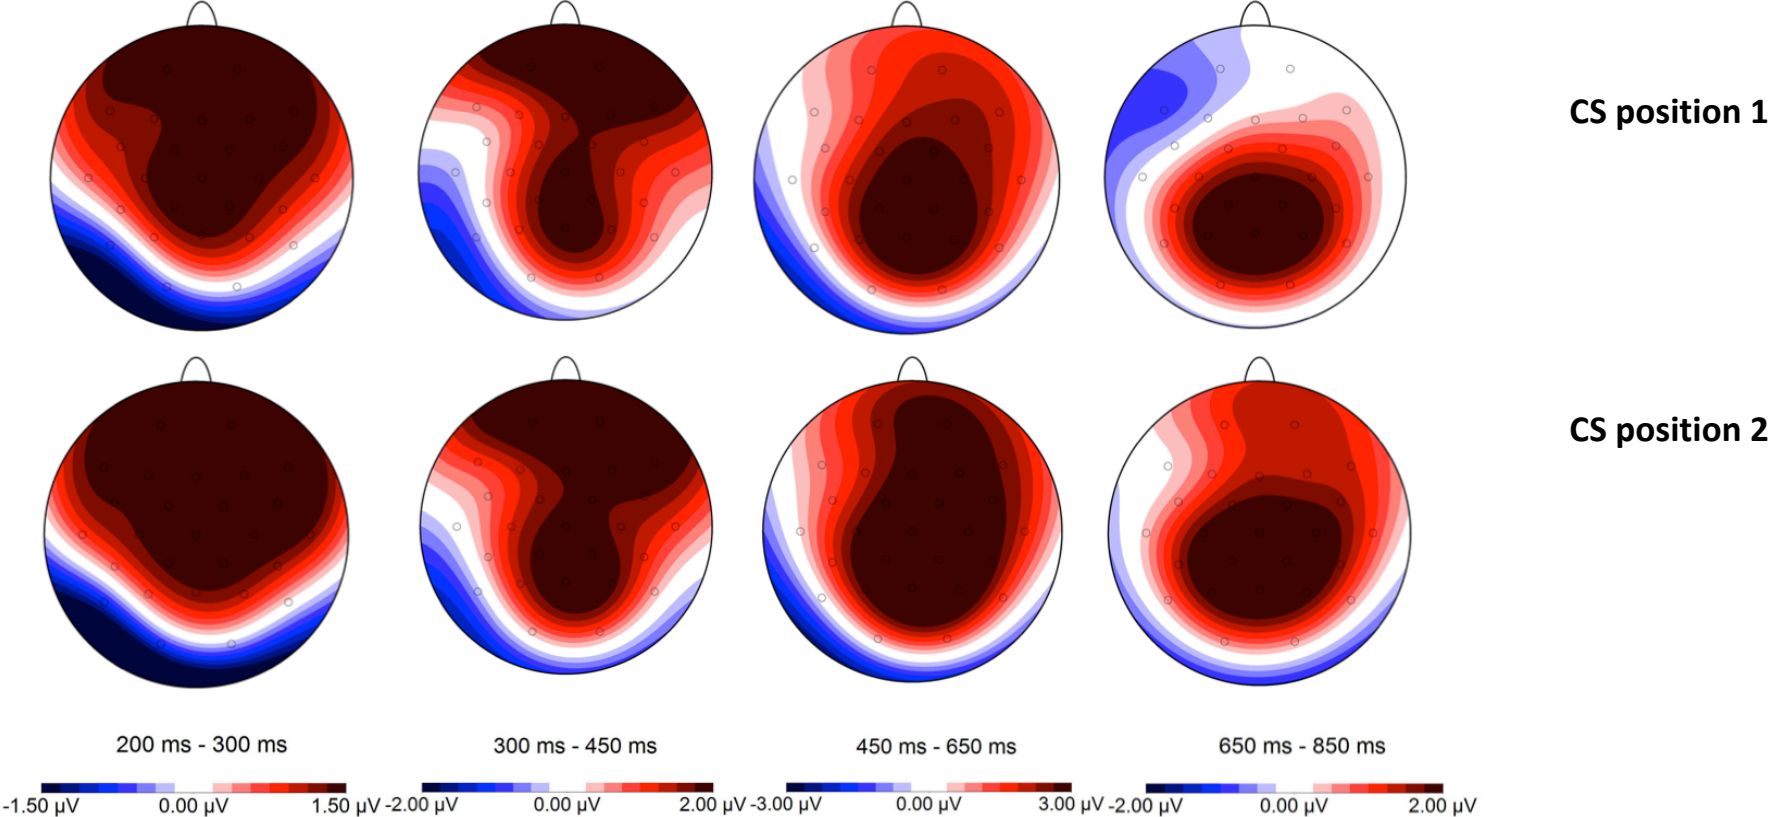 CS position 1
CS position 2
200 ms - 300 ms
300 ms - 450 ms
450 ms - 650 ms
650 ms - 850 ms
-1.50 µV 0.00 µV 1.50 µV
-2.00 µV 0.00 µV 2.00 µV
-3.00 µV 0.00 µV 3.00 µV
-2.00 µV 0.00 µV 2.00 µV